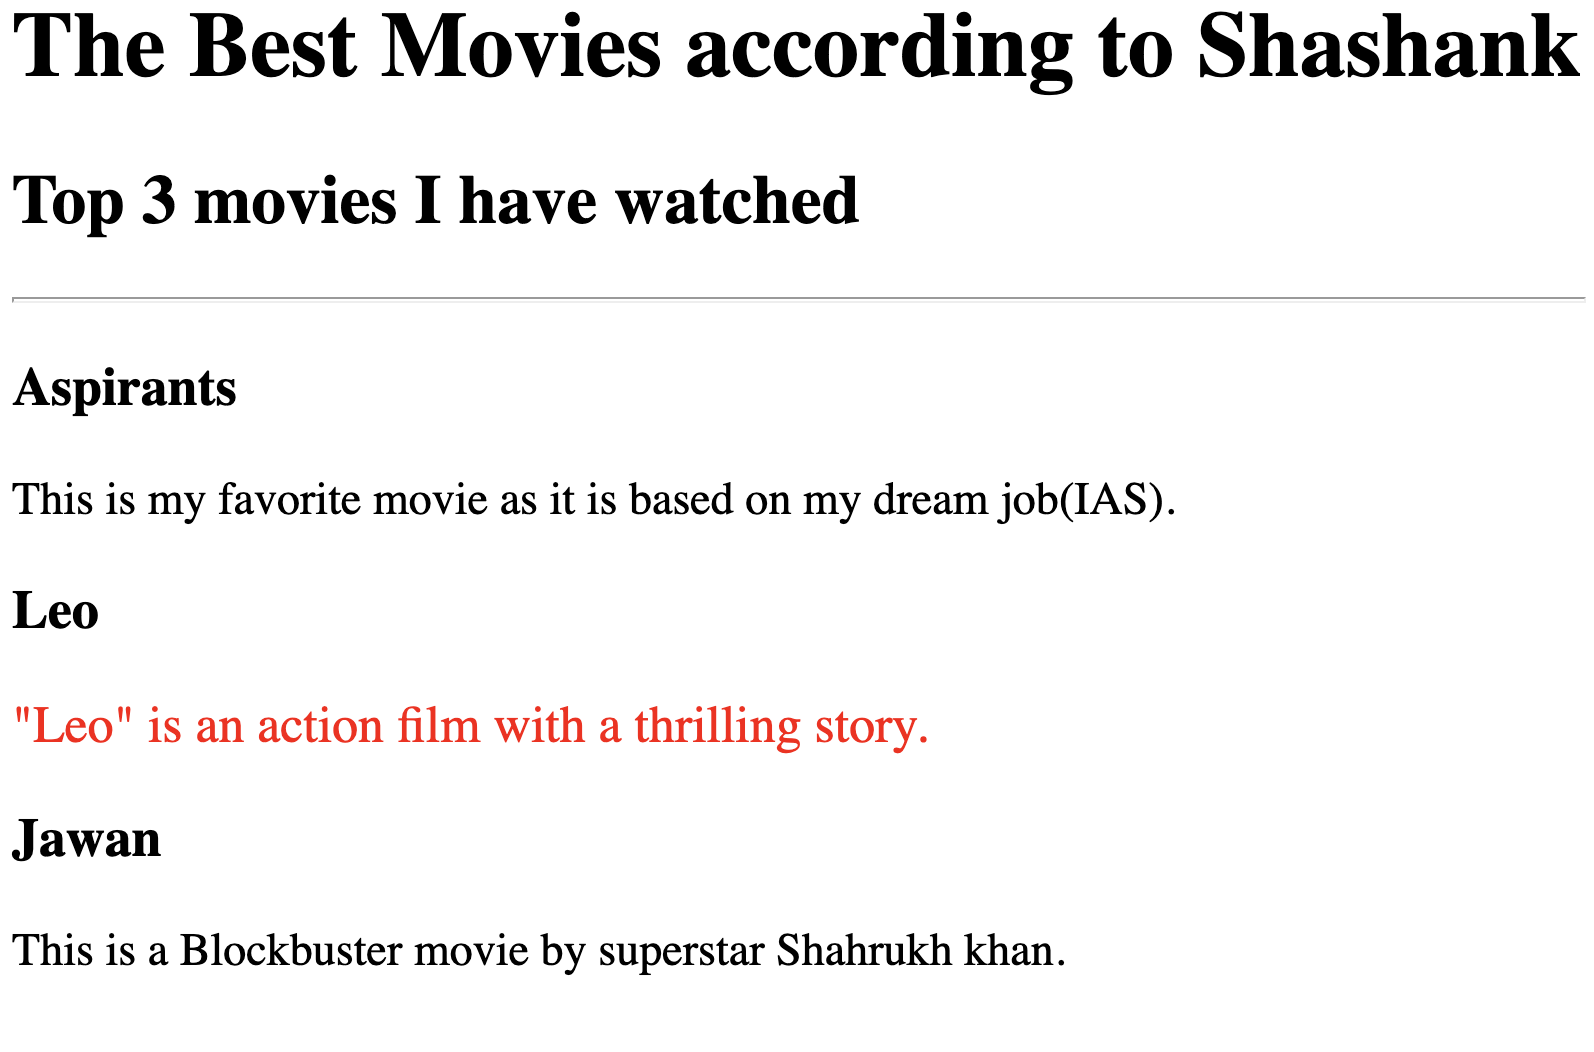 The Best Movies according to Shashank
Top 3 movies I have watched
Aspirants
This is my favorite movie as it is based on my dream job(IAS).
Leo
"Leo" is an action film with a thrilling story.
Jawan
This is a Blockbuster movie by superstar Shahrukh khan.